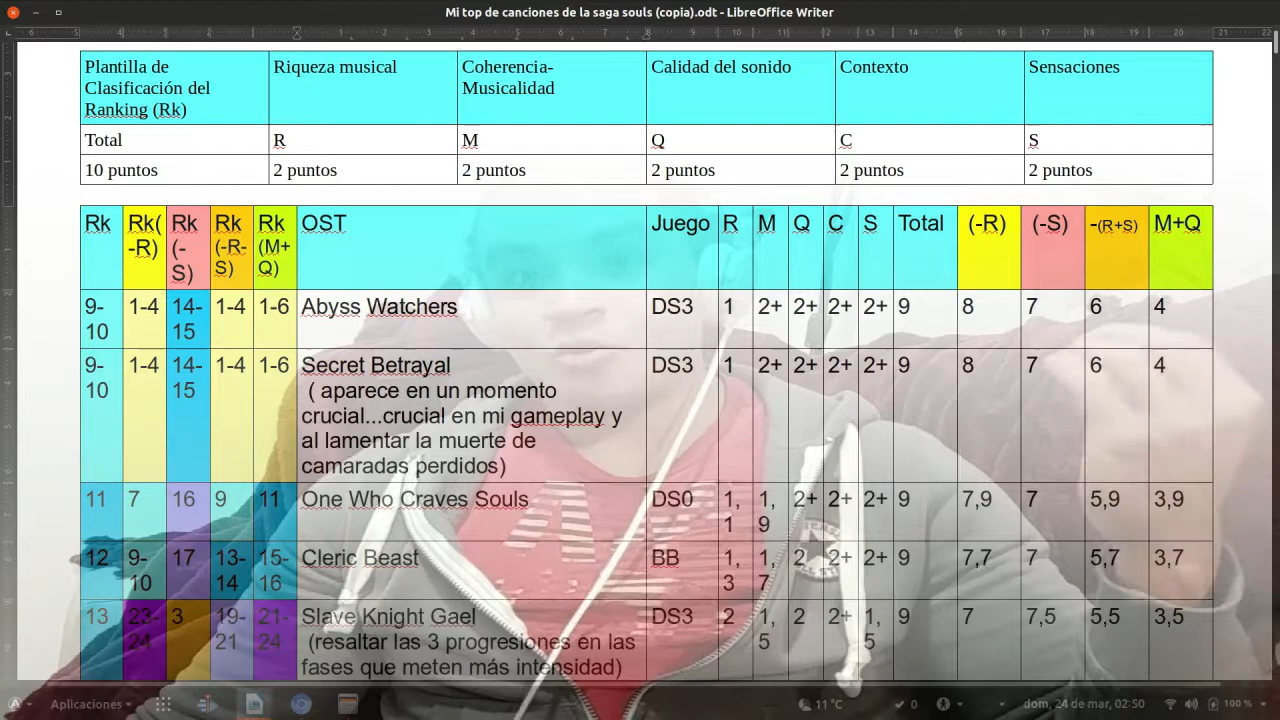 Mi top de canciones de la saga souls (copia).odt - LibreOffice Writer
Plantilla de Clasificación del Ranking (Rk) Riqueza musical Coherencia-Musicalidad Calidad del sonido Contexto Sensaciones
Total R M Q C S
10 puntos 2 puntos 2 puntos 2 puntos 2 puntos 2 puntos
Rk Rk(-R) Rk (-S) Rk (-R-S) Rk (M+Q) OST Juego R M Q C S Total (-R) (-S) -(R+S) M+Q
9-10 1-4 14-15 1-4 1-6 Abyss Watchers DS3 1 2+ 2+ 2+ 2+ 9 8 7 6 4
9-10 1-4 14-15 1-4 1-6 Secret Betrayal DS3 1 2+ 2+ 2+ 2+ 9 8 7 6 4
( aparece en un momento
crucial...crucial en mi gameplay y
al lamentar la muerte de
camaradas perdidos)
11 7 16 9 11 One Who Craves Souls DS0 1,1 1,9 2+ 2+ 2+ 9 7,9 7 5,9 3,9
12 9-10 17 13-14 15-16 Cleric Beast BB 1,3 1,7 2 2+ 2+ 9 7,7 7 5,7 3,7
13 23-24 3 19-21 21-24 Slave Knight Gael DS3 2 1,5 2 2+ 1,5 9 7 7,5 5,5 3,5
(resaltar las 3 progresiones en las
fases que meten más intensidad)
Aplicaciones 11 °C 0 dom, 24 de mar, 02:50 100 %